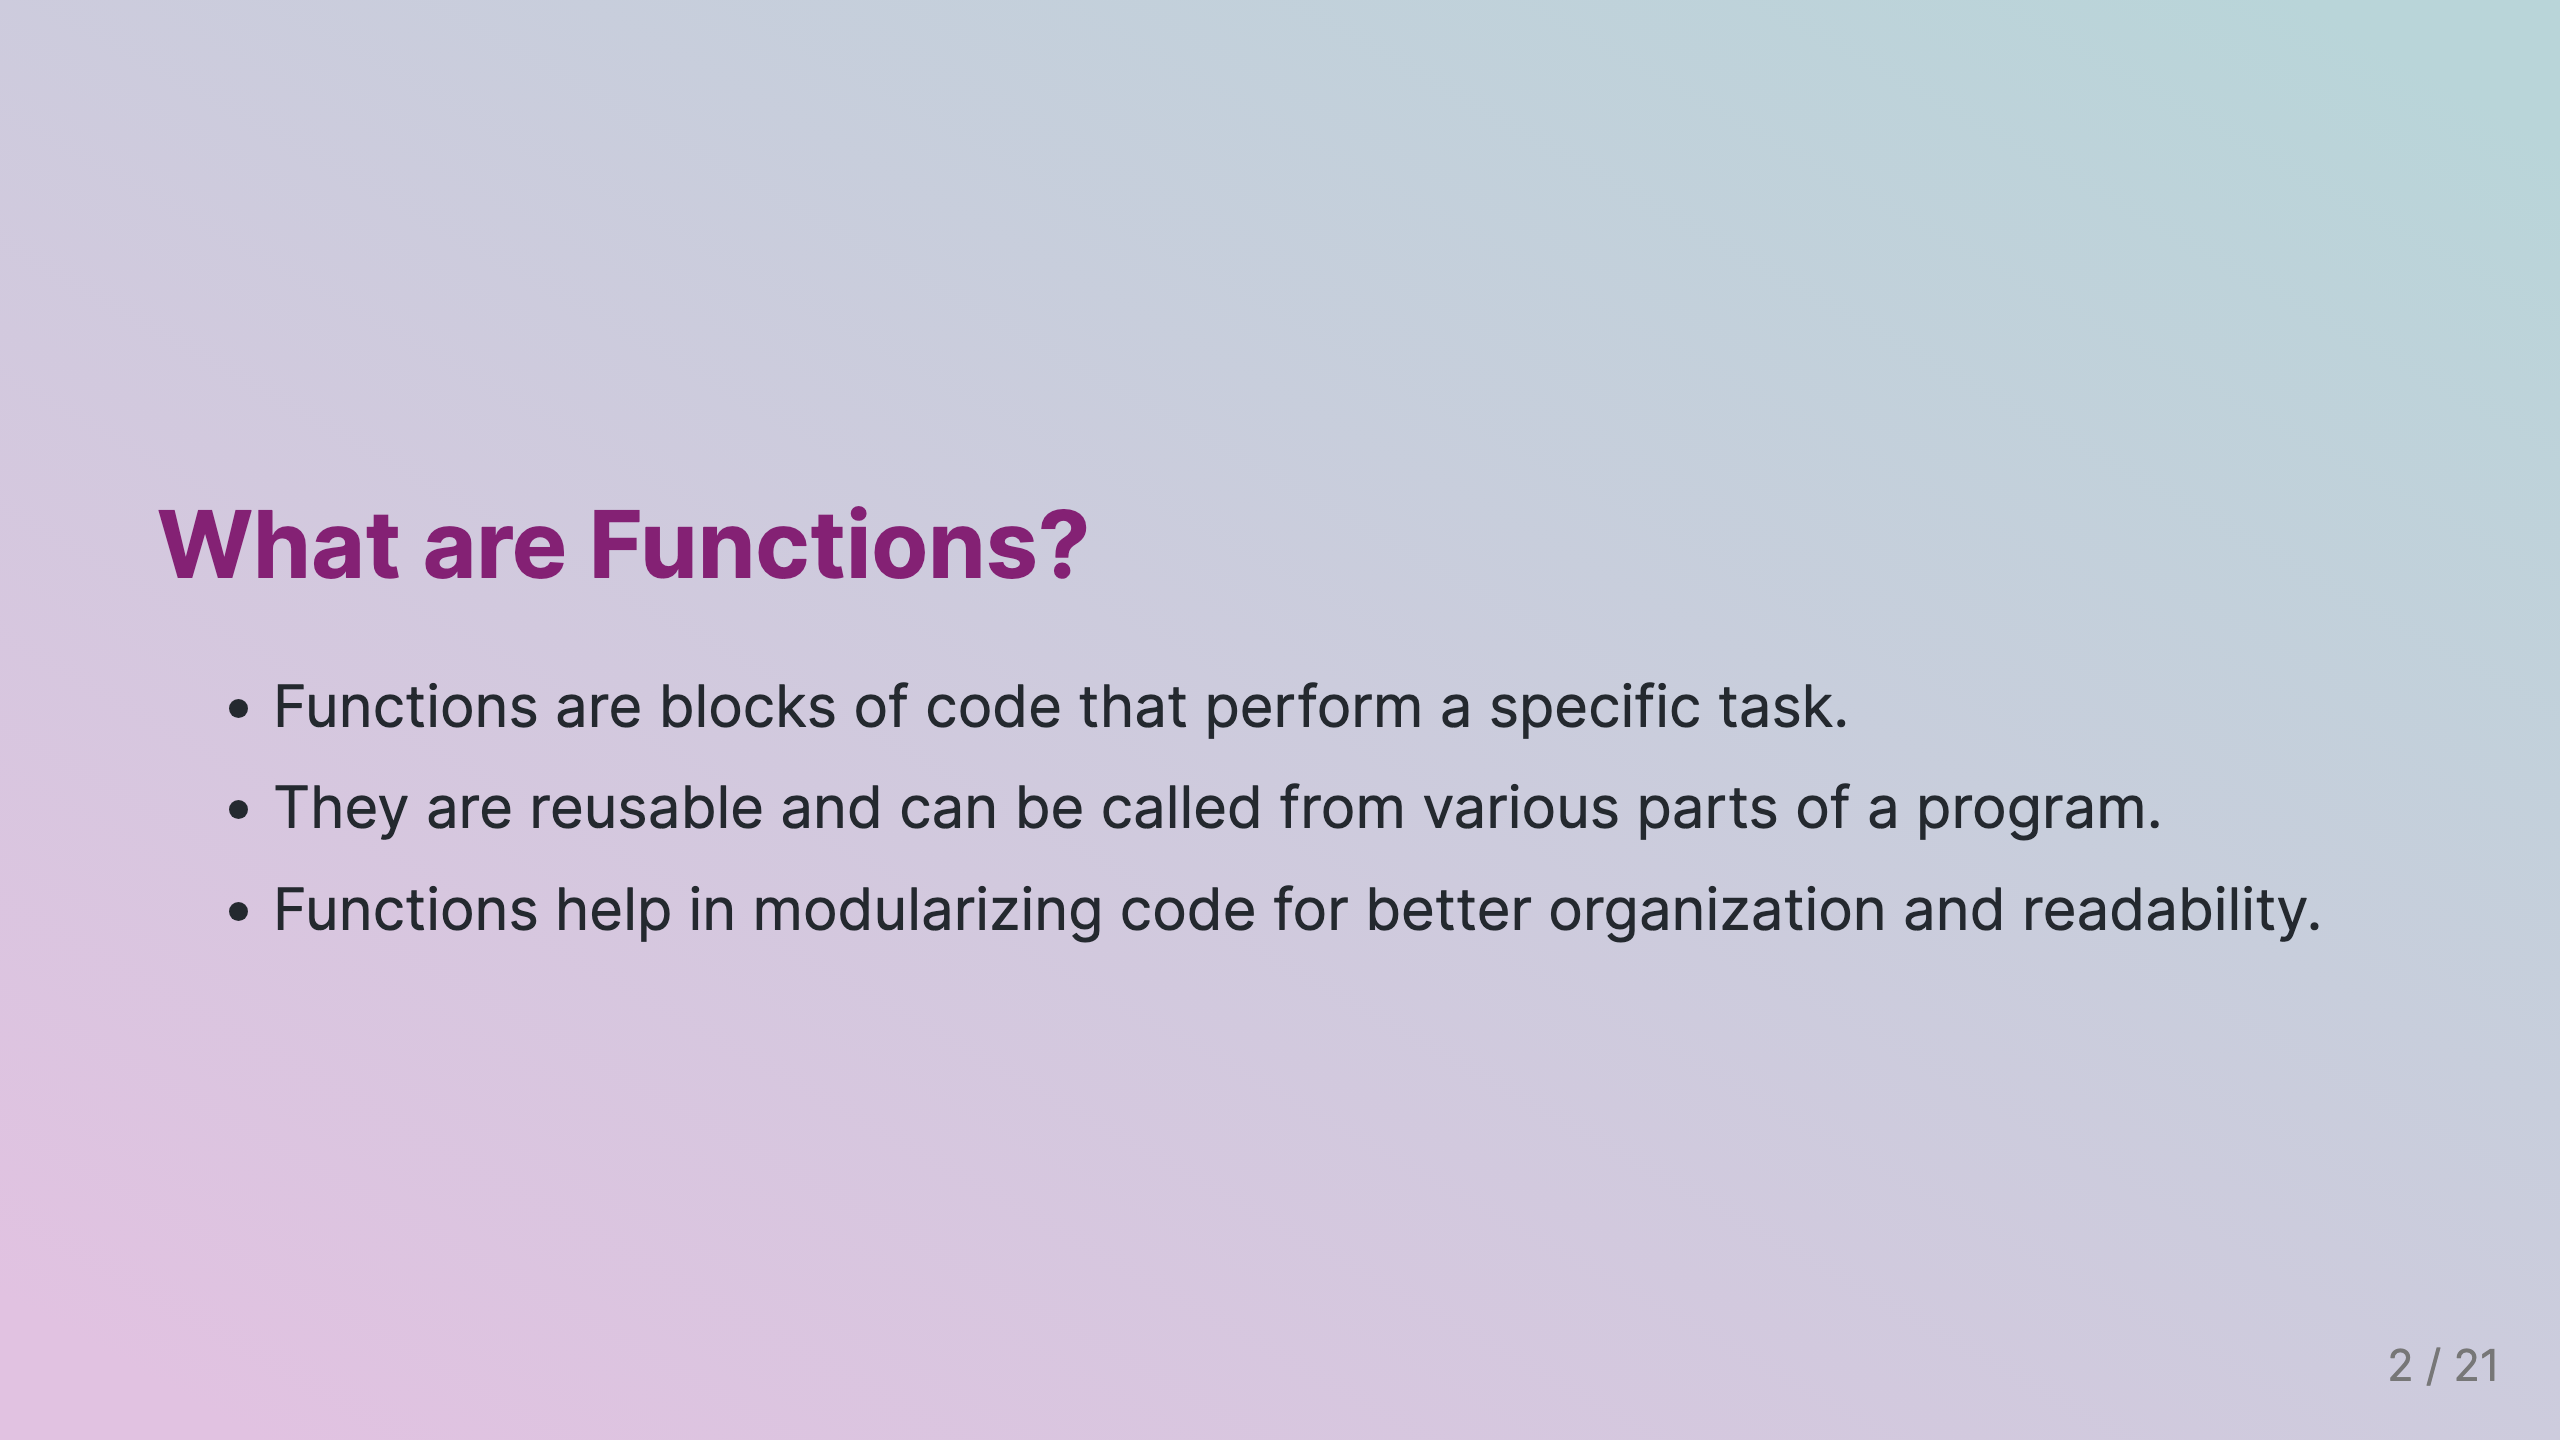 What are Functions?
• Functions are blocks of code that perform a specific task.
• They are reusable and can be called from various parts of a program.
• Functions help in modularizing code for better organization and readability.
2 / 21